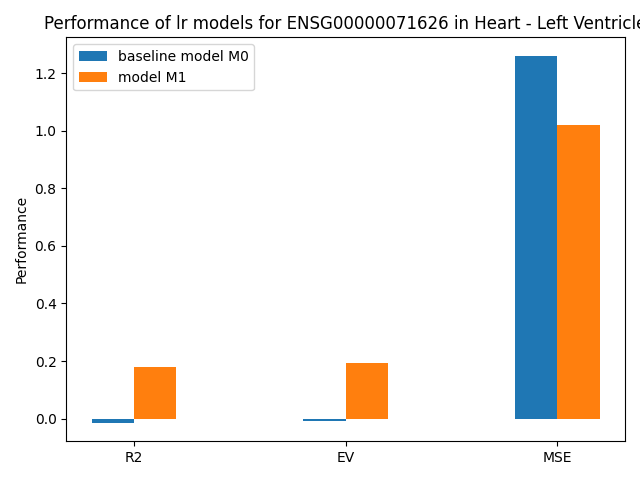 Performance of lr models for ENSG00000071626 in Heart - Left Ventricle
baseline model M0
model M1
Performance
1.2
1.0
0.8
0.6
0.4
0.2
0.0
R2
EV
MSE